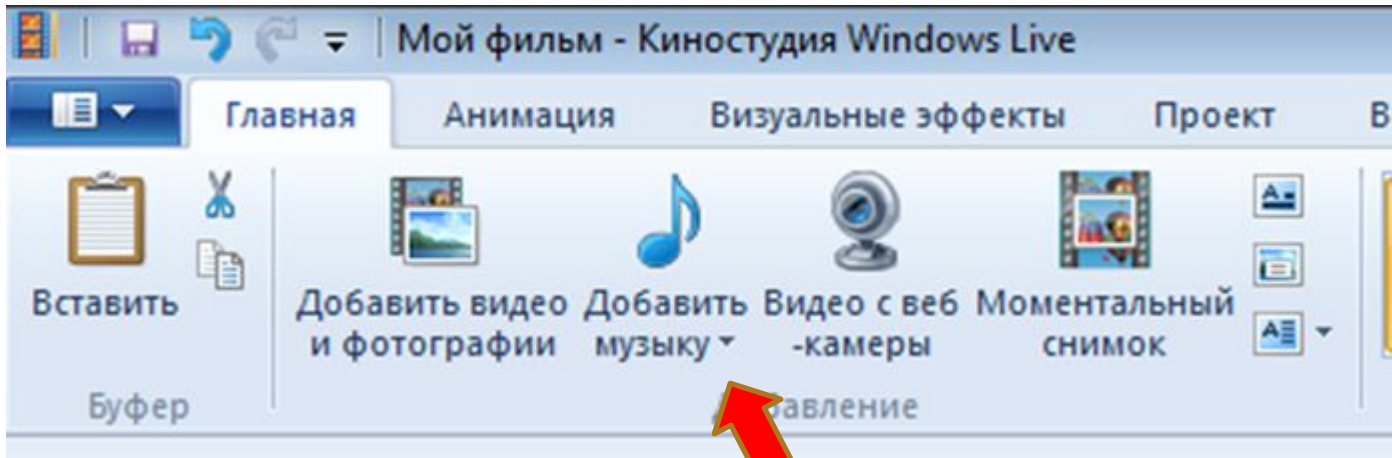 Мой фильм - Киностудия Windows Live
Главная Анимация Визуальные эффекты Проект
Вставить
Добавить видео и фотографии
Добавить музыку
Видео с веб -камеры
Моментальный снимок
Буфер